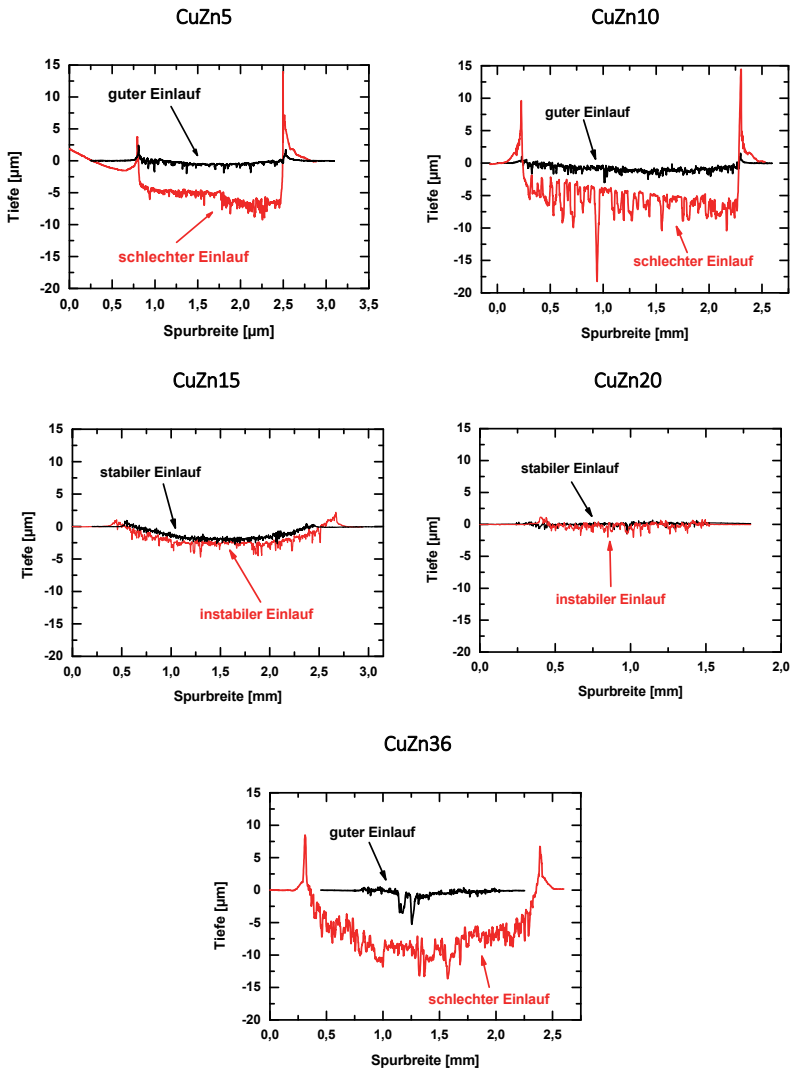 CuZn5
15
10
5
0
-5
-10
-15
-20
Tiefe [µm]
guter Einlauf
schlechter Einlauf
0,0 0,5 1,0 1,5 2,0 2,5 3,0 3,5
Spurbreite [µm]
CuZn10
15
10
5
0
-5
-10
-15
-20
Tiefe [µm]
guter Einlauf
schlechter Einlauf
0,0 0,5 1,0 1,5 2,0 2,5
Spurbreite [mm]
CuZn15
15
10
5
0
-5
-10
-15
-20
Tiefe [µm]
stabiler Einlauf
instabiler Einlauf
0,0 0,5 1,0 1,5 2,0 2,5 3,0
Spurbreite [mm]
CuZn20
15
10
5
0
-5
-10
-15
-20
Tiefe [µm]
stabiler Einlauf
instabiler Einlauf
0,0 0,5 1,0 1,5 2,0
Spurbreite [mm]
CuZn36
15
10
5
0
-5
-10
-15
-20
Tiefe [µm]
guter Einlauf
schlechter Einlauf
0,0 0,5 1,0 1,5 2,0 2,5
Spurbreite [mm]